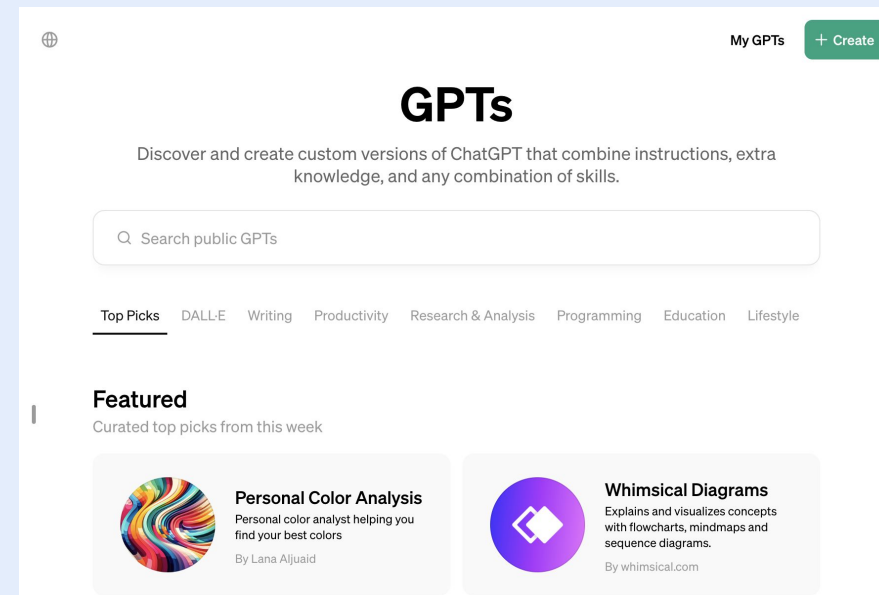 My GPTs
+ Create
GPTs
Discover and create custom versions of ChatGPT that combine instructions, extra
knowledge, and any combination of skills.
Search public GPTs
Top Picks DALL·E Writing Productivity Research & Analysis Programming Education Lifestyle
Featured
Curated top picks from this week
Personal Color Analysis
Personal color analyst helping you
find your best colors
By Lana Aljuaid
Whimsical Diagrams
Explains and visualizes concepts
with flowcharts, mindmaps and
sequence diagrams.
By whimsical.com